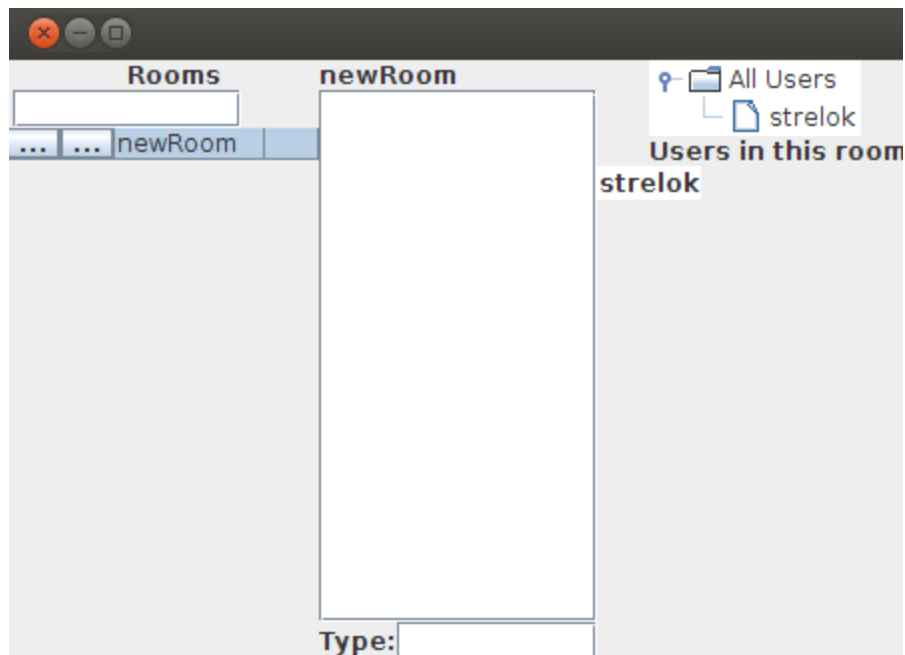 Rooms
... ... newRoom
newRoom
Type:
All Users
strelok
Users in this room
strelok